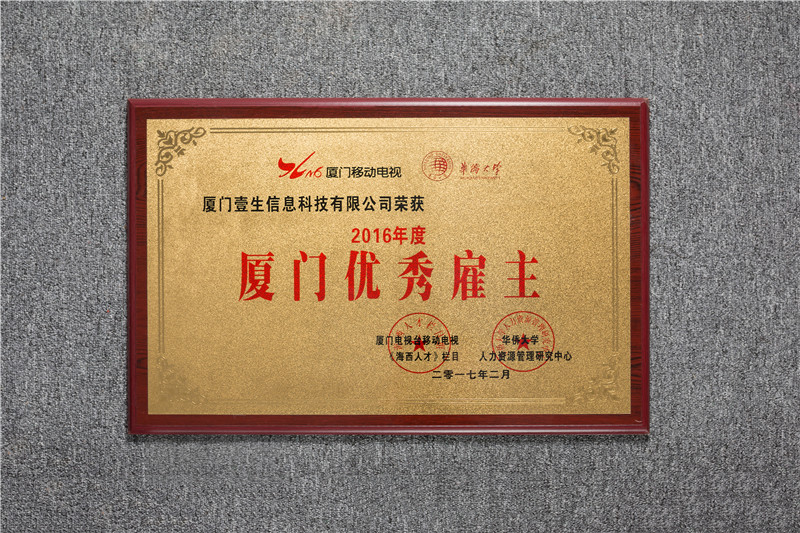 厦门移动电视 華僑大学
厦门壹生信息科技有限公司荣获
2016年度
厦门优秀雇主
厦门电视台移动电视 华侨大学
《海西人才》栏目 人力资源管理研究中心
二零一七年二月